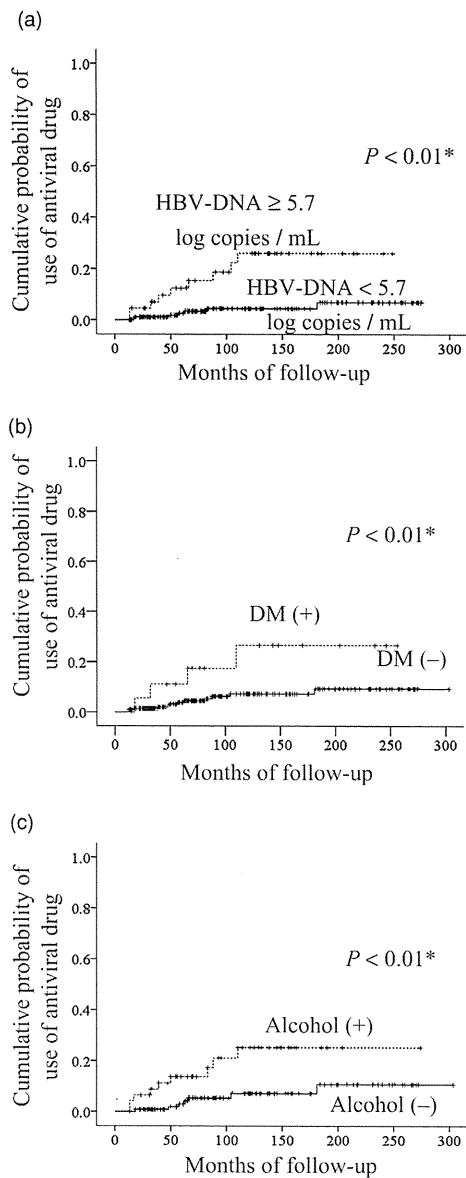 (a)
Cumulative probability of
use of antiviral drug
1.0
0.8
0.6
0.4
0.2
0.0
P < 0.01*
HBV-DNA ≥ 5.7
log copies / mL
HBV-DNA < 5.7
log copies / mL
0 50 100 150 200 250 300
Months of follow-up
(b)
Cumulative probability of
use of antiviral drug
1.0
0.8
0.6
0.4
0.2
0.0
P < 0.01*
DM (+)
DM (–)
0 50 100 150 200 250 300
Months of follow-up
(c)
Cumulative probability of
use of antiviral drug
1.0
0.8
0.6
0.4
0.2
0.0
P < 0.01*
Alcohol (+)
Alcohol (–)
0 50 100 150 200 250 300
Months of follow-up